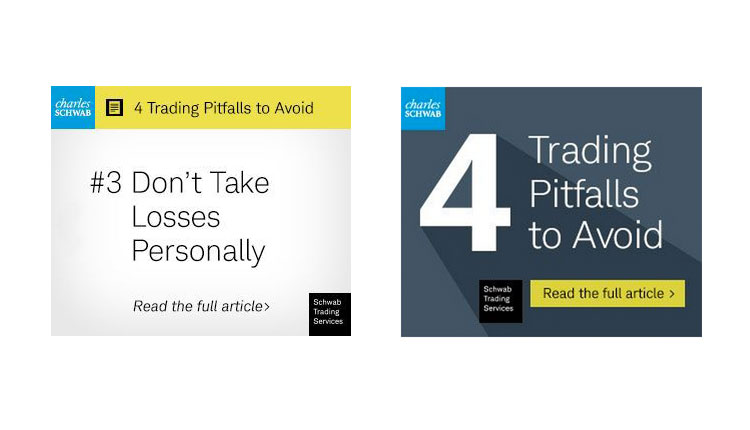 charles
SCHWAB
4 Trading Pitfalls to Avoid
#3 Don't Take
Losses
Personally
Read the full article>
Schwab
Trading
Services
charles
SCHWAB
4
Trading
Pitfalls
to Avoid
Schwab
Trading
Services
Read the full article >